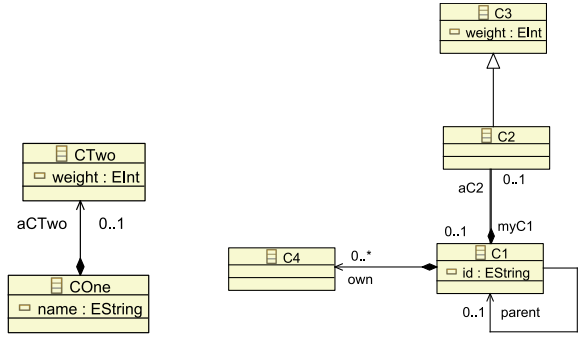 CTwo
weight : EInt
aCTwo
0..1
COne
name : EString
C3
weight : EInt
C2
aC2
0..1
0..1
myC1
C4
0..*
own
C1
id : EString
0..1
parent